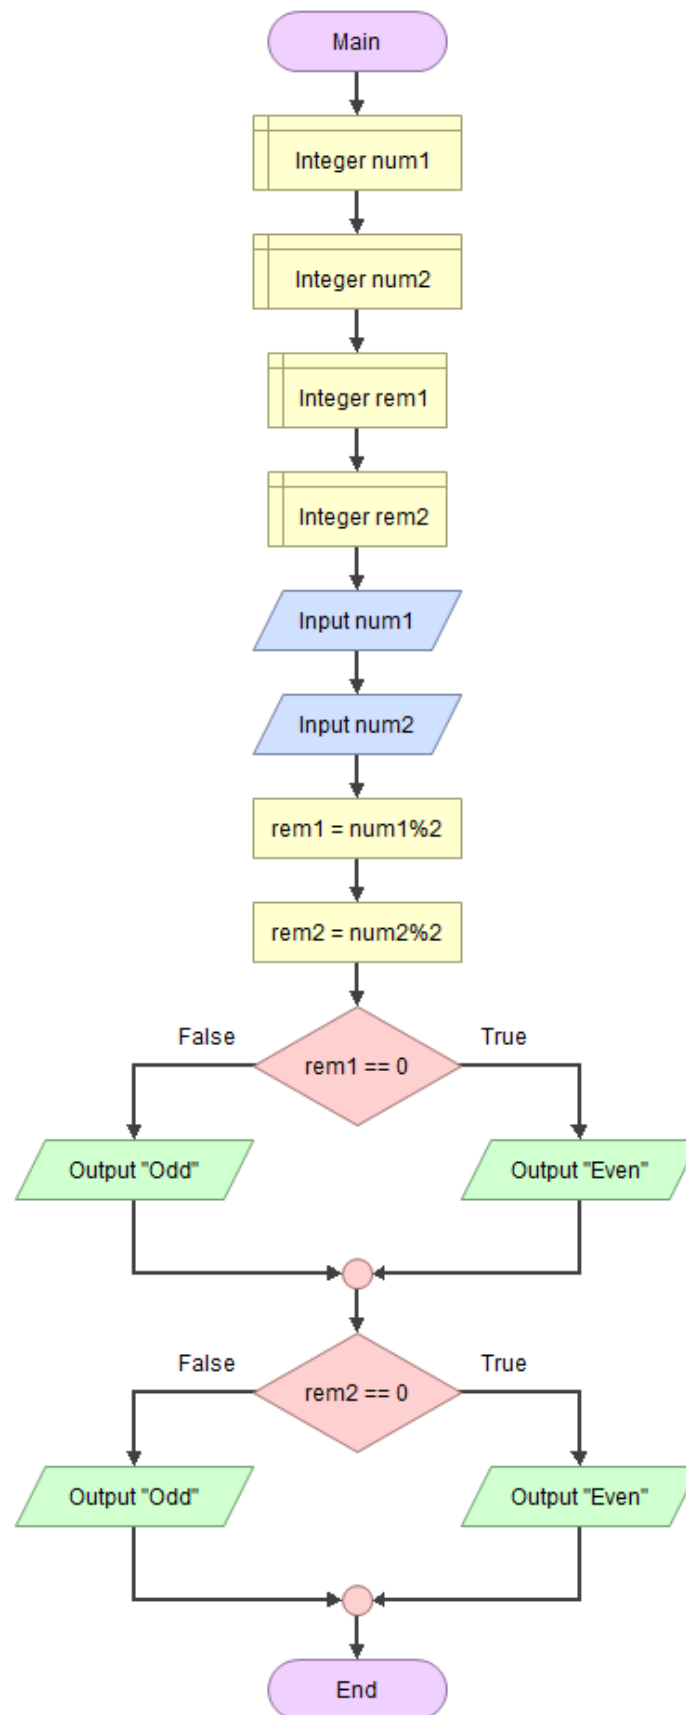 Main
Integer num1
Integer num2
Integer rem1
Integer rem2
Input num1
Input num2
rem1 = num1%2
rem2 = num2%2
False
True
rem1 == 0
Output "Odd"
Output "Even"
False
True
rem2 == 0
Output "Odd"
Output "Even"
End